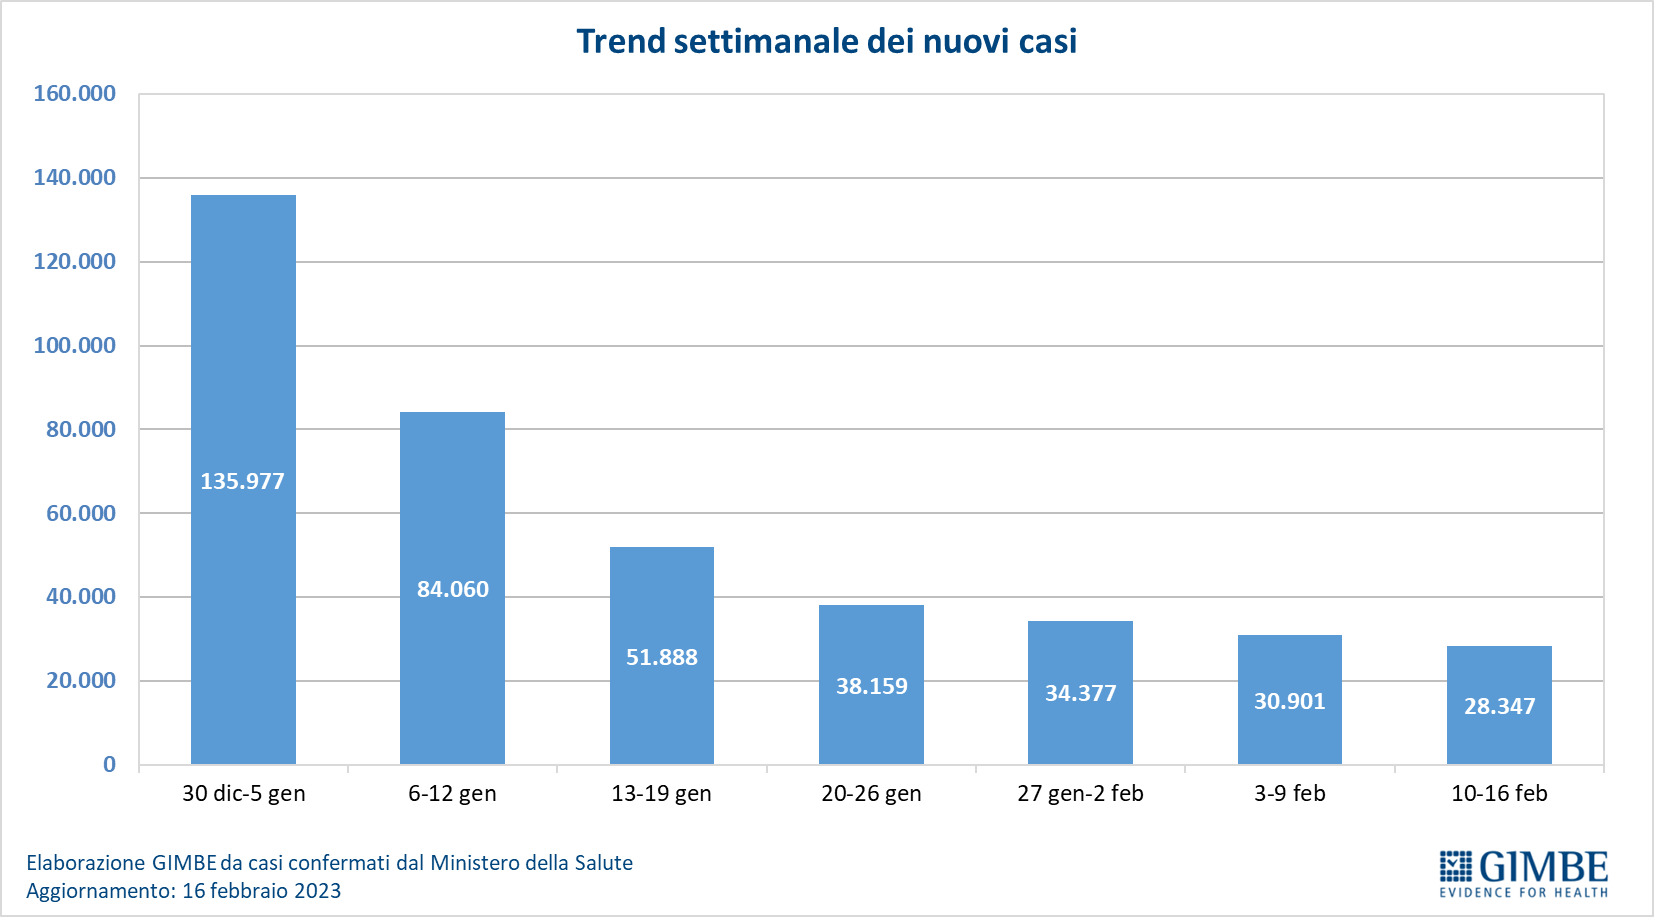 Trend settimanale dei nuovi casi
160.000
140.000
120.000
100.000
80.000
60.000
40.000
20.000
0
135.977
84.060
51.888
38.159
34.377
30.901
28.347
30 dic-5 gen
6-12 gen
13-19 gen
20-26 gen
27 gen-2 feb
3-9 feb
10-16 feb
Elaborazione GIMBE da casi confermati dal Ministero della Salute
Aggiornamento: 16 febbraio 2023
GIMBE
EVIDENCE FOR HEALTH